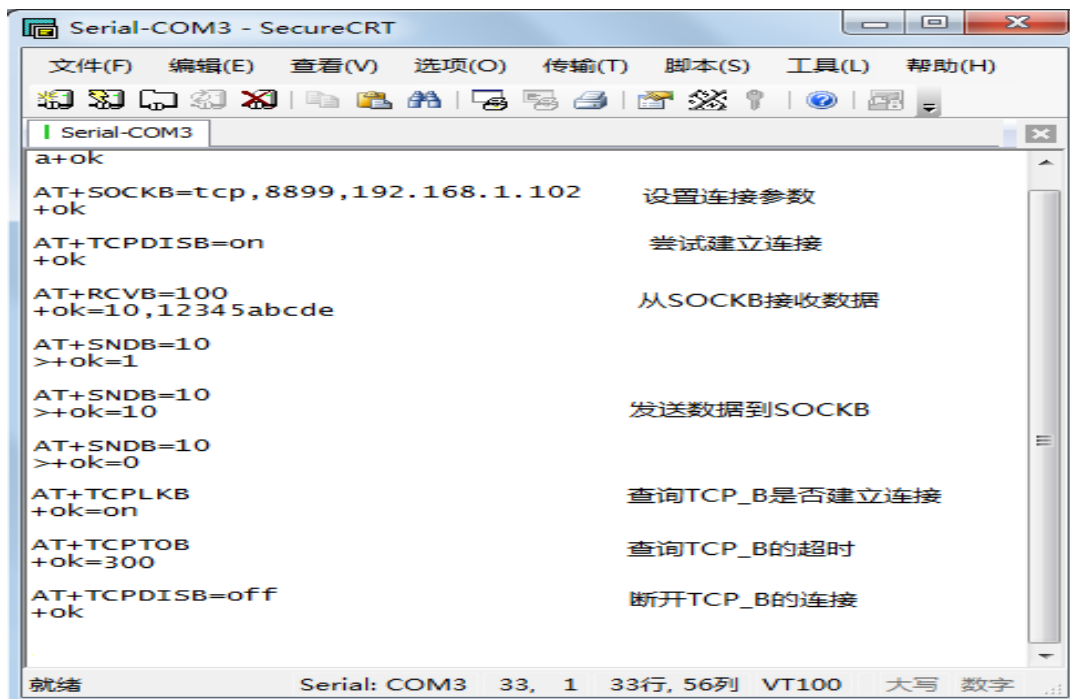 Serial-COM3 - SecureCRT
文件(F) 编辑(E) 查看(V) 选项(O) 传输(T) 脚本(S) 工具(L) 帮助(H)
Serial-COM3
a+ok
AT+SOCKB=tcp,8899,192.168.1.102 设置连接参数
+ok
AT+TCPDISB=on 尝试建立连接
+ok
AT+RCVB=100
+ok=10,12345abcde 从SOCKB接收数据
AT+SNDB=10
>+ok=1
AT+SNDB=10
>+ok=10 发送数据到SOCKB
AT+SNDB=10
>+ok=0
AT+TCPLKB 查询TCP_B是否建立连接
+ok=on
AT+TCPTOB 查询TCP_B的超时
+ok=300
AT+TCPDISB=off 断开TCP_B的连接
+ok
就绪 Serial: COM3 33, 1 33行, 56列 VT100 大写 数字